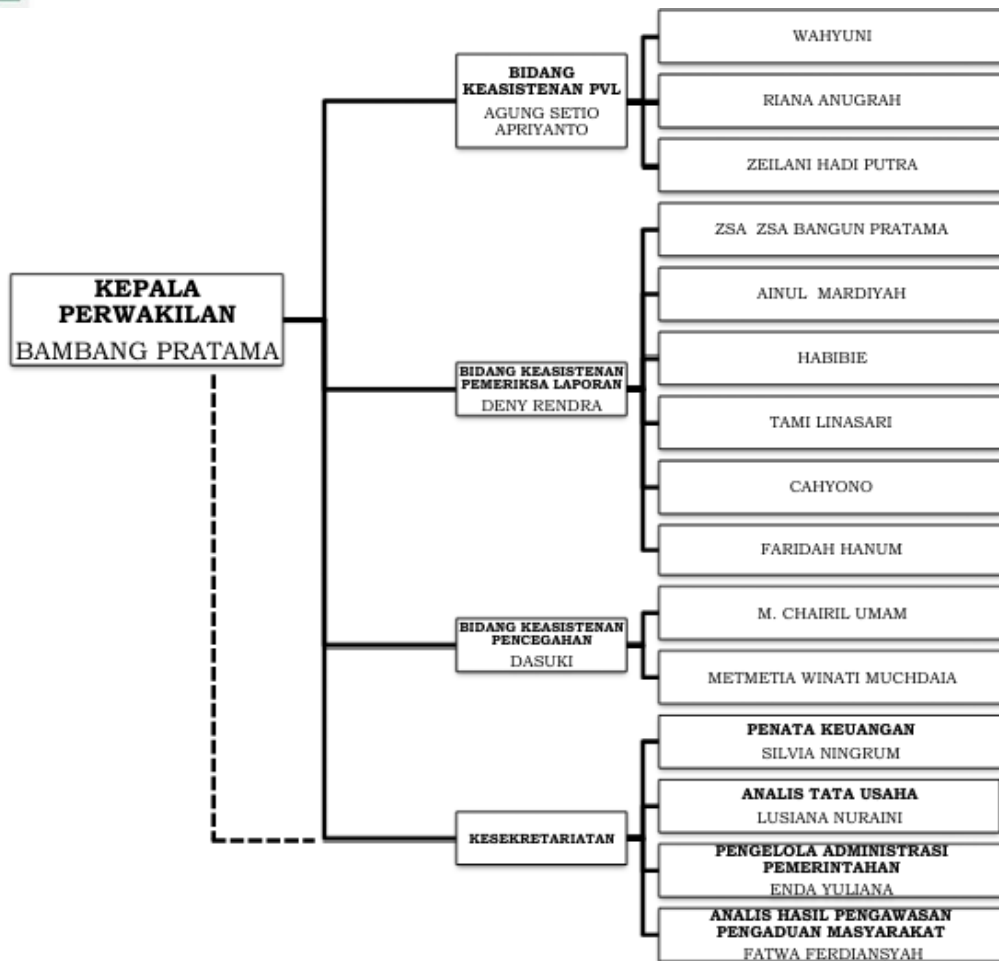 KEPALA
PERWAKILAN
BAMBANG PRATAMA
BIDANG
KEASISTENAN PVL
AGUNG SETIO
APRIYANTO
WAHYUNI
RIANA ANUGRAH
ZEILANI HADI PUTRA
BIDANG KEASISTENAN
PEMERIKSA LAPORAN
DENY RENDRA
ZSA ZSA BANGUN PRATAMA
AINUL MARDIYAH
HABIBIE
TAMI LINASARI
CAHYONO
FARIDAH HANUM
BIDANG KEASISTENAN
PENCEGAHAN
DASUKI
M. CHAIRIL UMAM
METMETIA WINATI MUCHDAIA
KESEKRETARIATAN
PENATA KEUANGAN
SILVIA NINGRUM
ANALIS TATA USAHA
LUSIANA NURAINI
PENGELOLA ADMINISTRASI
PEMERINTAHAN
ENDA YULIANA
ANALIS HASIL PENGAWASAN
PENGADUAN MASYARAKAT
FATWA FERDIANSYAH